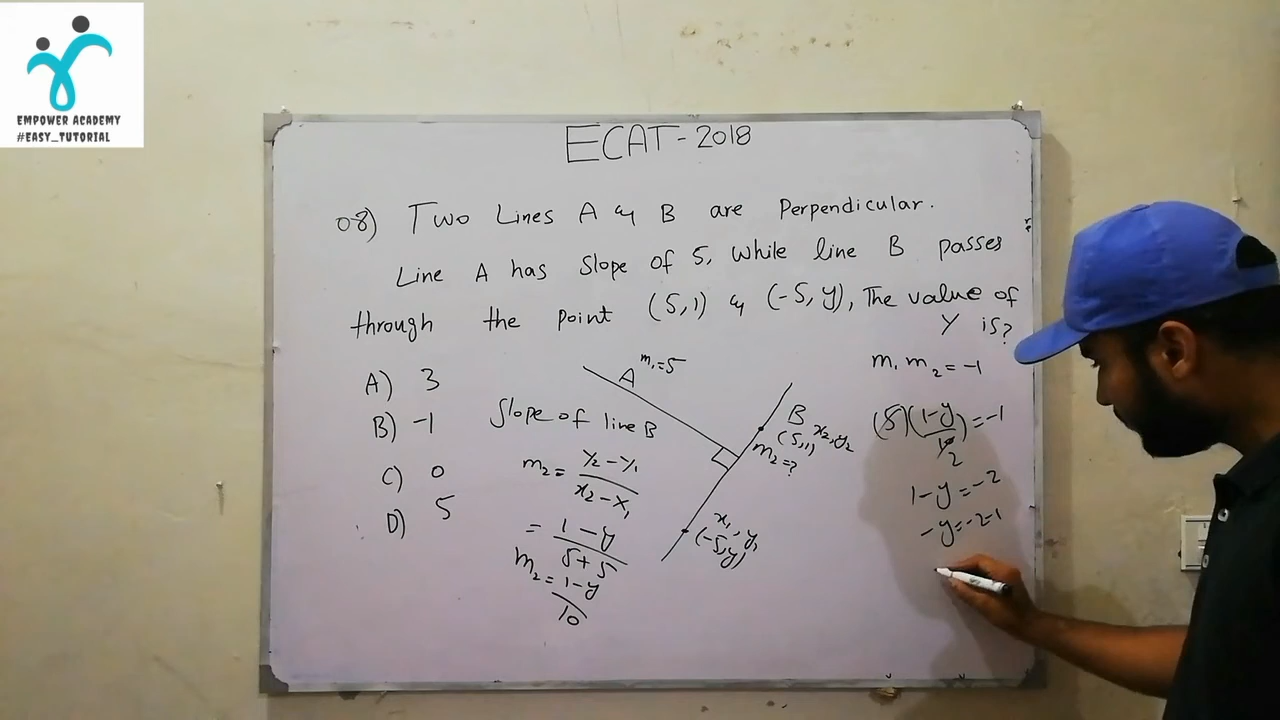 EMPOWER ACADEMY
#EASY_TUTORIAL
ECAT-2018
08) Two Lines A & B are Perpendicular.
Line A has Slope of 5, While line B passes
through the point (5,1) & (-5,y), The value of
Y is?
A) 3
B) -1
C) 0
D) 5
Slope of line B
m₂ = y₂-y₁
x₂-x₁
= 1-y
5+5
m₂ = 1-y
10
A m₁=5
B
(5,1) x₂,y₂
m₂=?
x₁, y₁
(-5,y)
m₁ m₂ = -1
(5)(1-y) = -1
10
2
1-y = -2
-y = -2-1